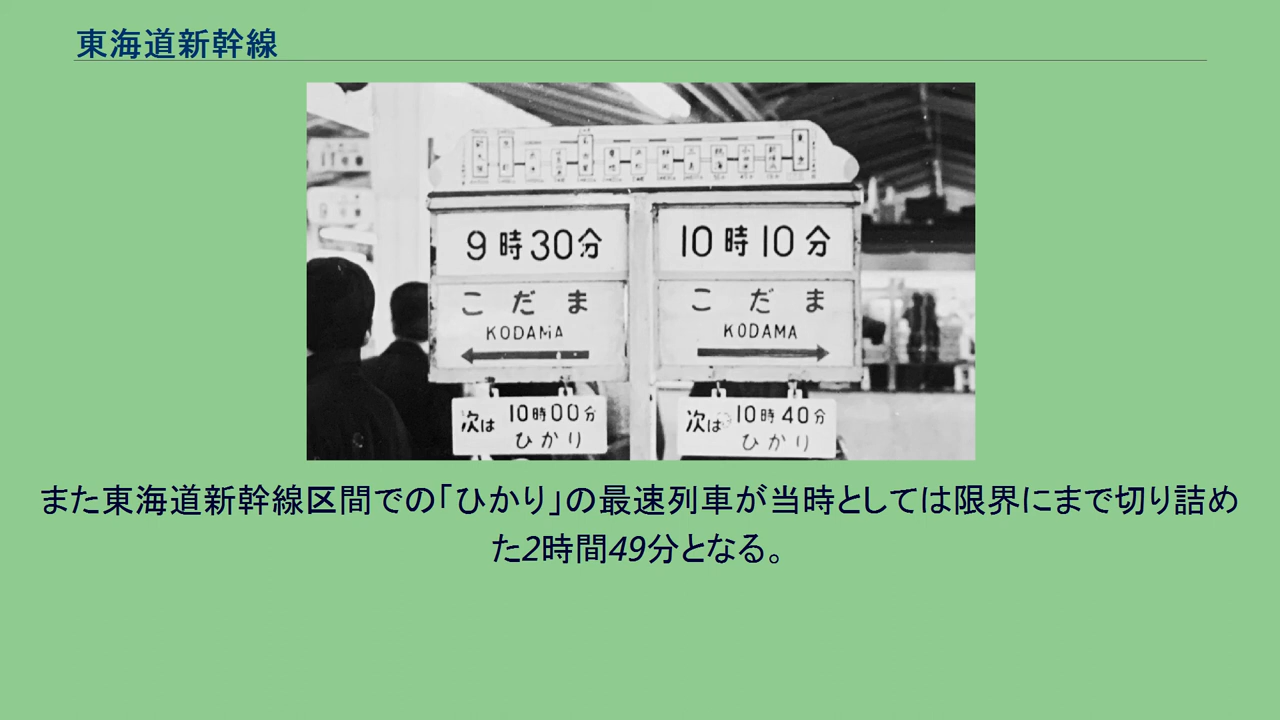 東海道新幹線
9時30分
こだま
KODAMA
次は 10時00分
ひかり
10時10分
こだま
KODAMA
次は 10時40分
ひかり
また東海道新幹線区間での「ひかり」の最速列車が当時としては限界にまで切り詰め
た2時間49分となる。